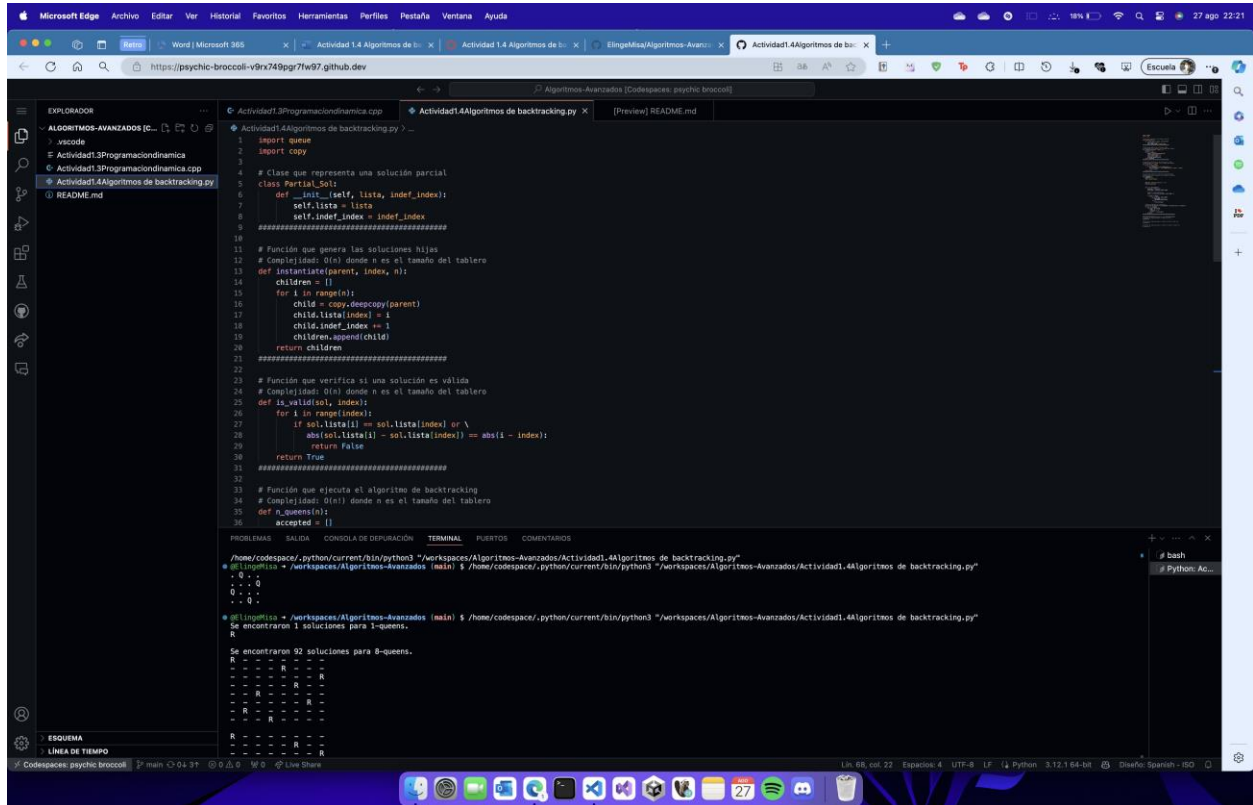 Microsoft Edge Archivo Editar Ver Historial Favoritos Herramientas Perfiles Pestaña Ventana Ayuda
18% 27 ago 22:21
Retro Word | Microsoft 365 Actividad 1.4 Algoritmos de ba Actividad 1.4 Algoritmos de ba ElingeMisa/Algoritmos-Avanza Actividad1.4Algoritmos de bac
https://psychic-broccoli-v9rx749pgr7fw97.github.dev
Escuela
Algoritmos-Avanzados [Codespaces: psychic broccoli]
EXPLORADOR
ALGORITMOS-AVANZADOS [C...
.vscode
Actividad1.3Programaciondinamica
Actividad1.3Programaciondinamica.cpp
Actividad1.4Algoritmos de backtracking.py
README.md
Actividad1.3Programaciondinamica.cpp Actividad1.4Algoritmos de backtracking.py [Preview] README.md
Actividad1.4Algoritmos de backtracking.py > ...
1 import queue
2 import copy
3
4 # Clase que representa una solución parcial
5 class Partial_Sol:
6 def __init__(self, lista, indef_index):
7 self.lista = lista
8 self.indef_index = indef_index
9 ###########################################
10
11 # Función que genera las soluciones hijas
12 # Complejidad: O(n) donde n es el tamaño del tablero
13 def instantiate(parent, index, n):
14 children = []
15 for i in range(n):
16 child = copy.deepcopy(parent)
17 child.lista[index] = i
18 child.indef_index += 1
19 children.append(child)
20 return children
21 ###########################################
22
23 # Función que verifica si una solución es válida
24 # Complejidad: O(n) donde n es el tamaño del tablero
25 def is_valid(sol, index):
26 for i in range(index):
27 if sol.lista[i] == sol.lista[index] or \
28 abs(sol.lista[i] - sol.lista[index]) == abs(i - index):
29 return False
30 return True
31 ###########################################
32
33 # Función que ejecuta el algoritmo de backtracking
34 # Complejidad: O(n!) donde n es el tamaño del tablero
35 def n_queens(n):
36 accepted = []
PROBLEMAS SALIDA CONSOLA DE DEPURACIÓN TERMINAL PUERTOS COMENTARIOS
/home/codespace/.python/current/bin/python3 "/workspaces/Algoritmos-Avanzados/Actividad1.4Algoritmos de backtracking.py"
@ElingeMisa → /workspaces/Algoritmos-Avanzados (main) $ /home/codespace/.python/current/bin/python3 "/workspaces/Algoritmos-Avanzados/Actividad1.4Algoritmos de backtracking.py"
. Q . .
. . . Q
Q . . .
. . Q .
@ElingeMisa → /workspaces/Algoritmos-Avanzados (main) $ /home/codespace/.python/current/bin/python3 "/workspaces/Algoritmos-Avanzados/Actividad1.4Algoritmos de backtracking.py"
Se encontraron 1 soluciones para 1-queens.
R
Se encontraron 92 soluciones para 8-queens.
R - - - - - - -
- - - - R - - -
- - - - - - - R
- - - - - R - -
- - R - - - - -
- - - - - - R -
- R - - - - - -
- - - R - - - -
R - - - - - - -
- - - - - R - -
- - - - - - - R
bash
Python: Ac...
ESQUEMA
LÍNEA DE TIEMPO
Codespaces: psychic broccoli main 0↓ 3↑ 0 0 0 Live Share Lín. 68, col. 22 Espacios: 4 UTF-8 LF Python 3.12.1 64-bit Diseño: Spanish - ISO
AUG
27